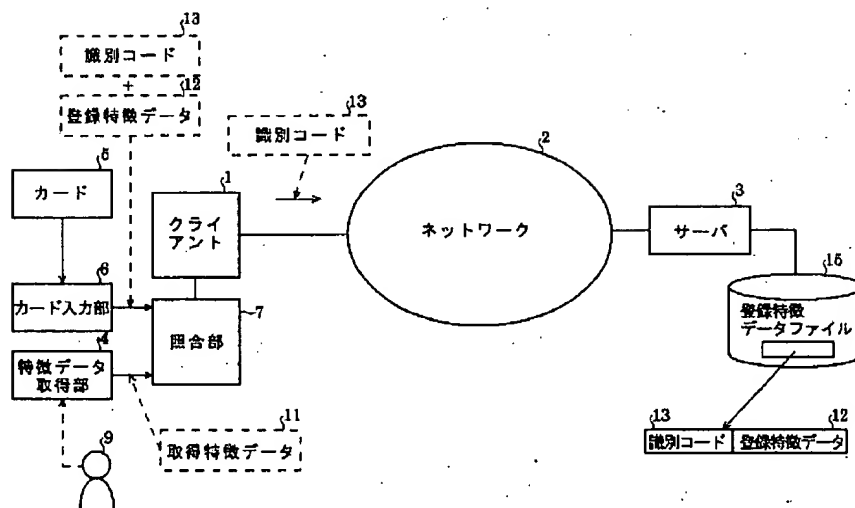 13
識別コード
+
12
登録特徴データ
13
識別コード
5
カード
1
クライ
アント
2
ネットワーク
3
サーバ
15
登録特徴
データファイル
6
カード入力部
7
照合部
4
特徴データ
取得部
11
取得特徴データ
9
13
識別コード
12
登録特徴データ